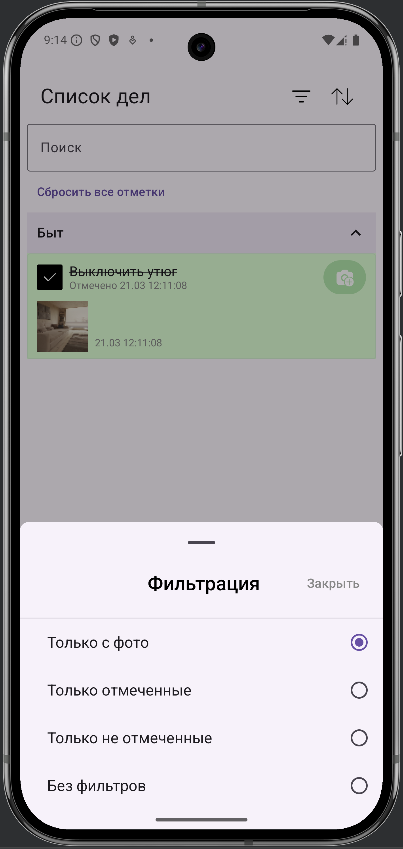 9:14
Список дел
Поиск
Сбросить все отметки
Быт
Выключить утюг
Отмечено 21.03 12:11:08
21.03 12:11:08
Фильтрация
Закрыть
Только с фото
Только отмеченные
Только не отмеченные
Без фильтров